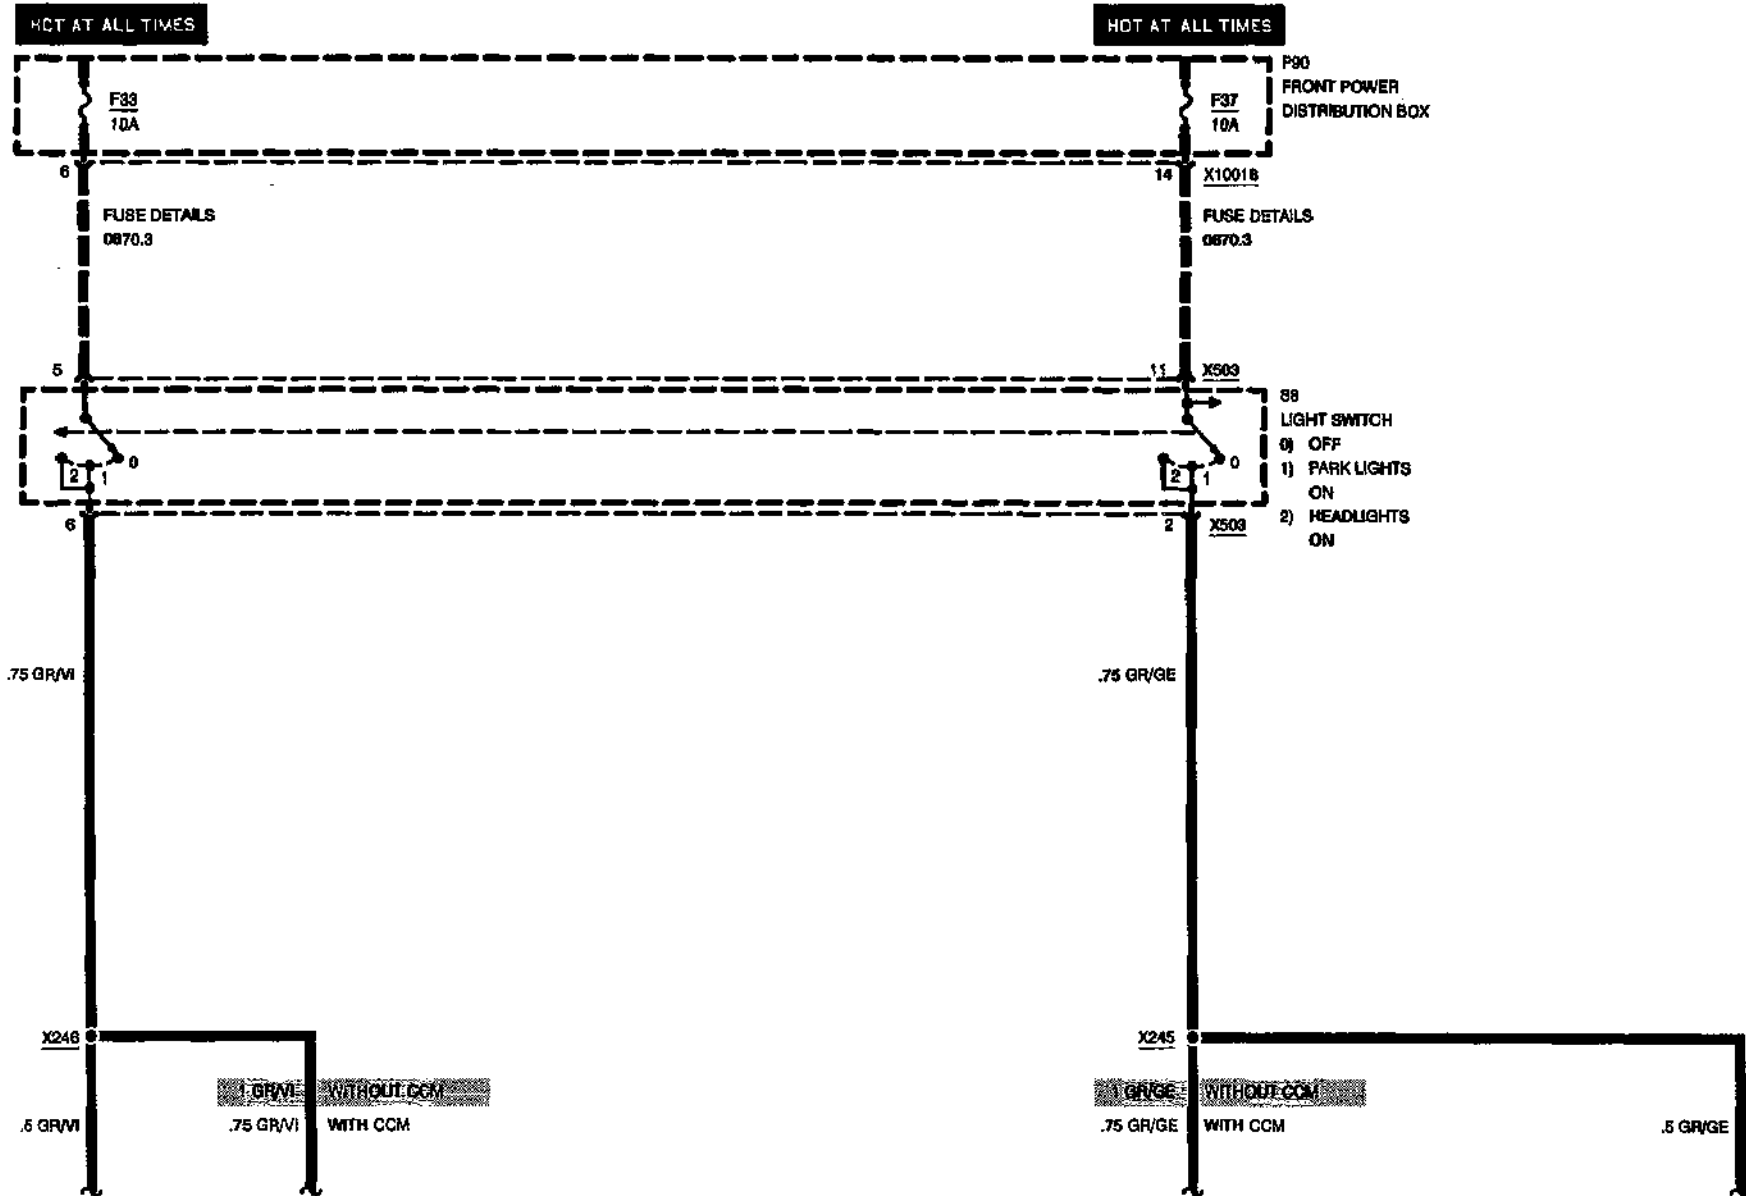 HOT AT ALL TIMES
HOT AT ALL TIMES
F33
10A
F37
10A
P90
FRONT POWER
DISTRIBUTION BOX
6
14
X10018
FUSE DETAILS
0670.3
FUSE DETAILS
0670.3
5
11
X503
0
2
1
0
2
1
S8
LIGHT SWITCH
0) OFF
1) PARK LIGHTS
ON
2) HEADLIGHTS
ON
6
2
X503
.75 GR/VI
.75 GR/GE
X246
X245
1 GR/VI WITHOUT CCM
1 GR/GE WITHOUT CCM
.5 GR/VI
.75 GR/VI WITH CCM
.75 GR/GE WITH CCM
.5 GR/GE